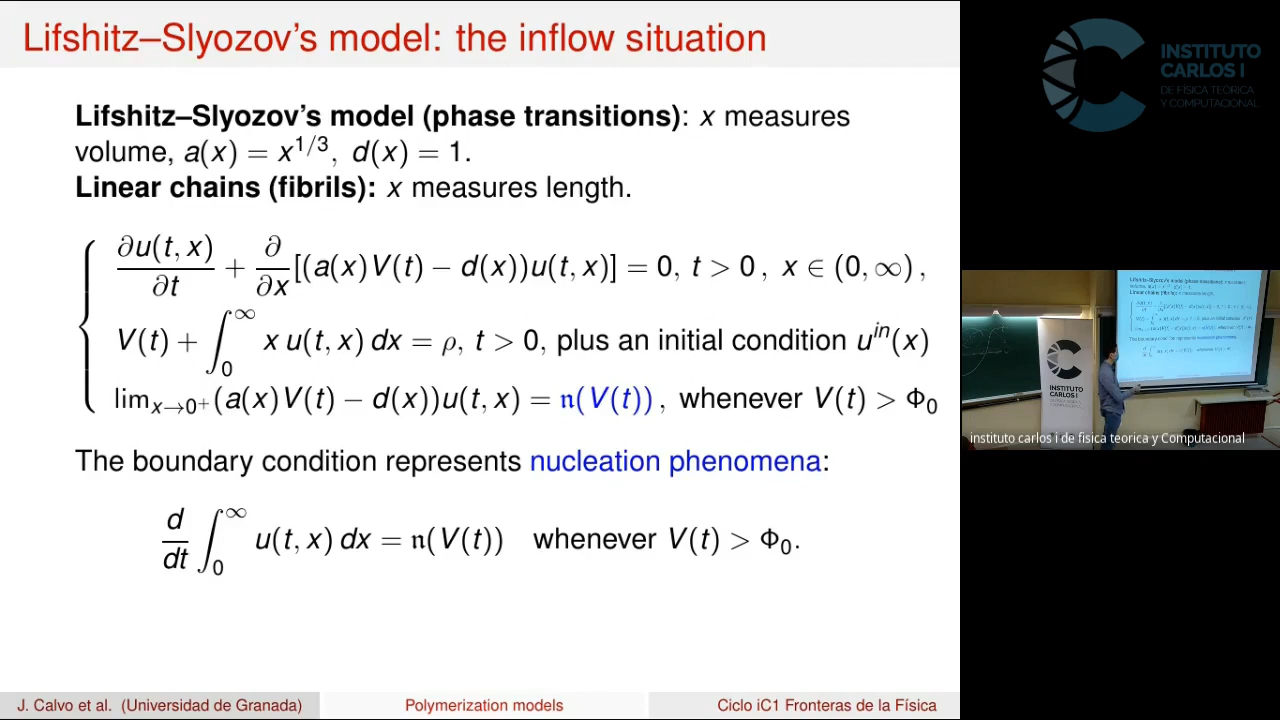 Lifshitz–Slyozov's model: the inflow situation
Lifshitz–Slyozov's model (phase transitions): x measures
volume, a(x) = x^{1/3}, d(x) = 1.
Linear chains (fibrils): x measures length.
∂u(t, x)/∂t + ∂/∂x [(a(x)V(t) − d(x))u(t, x)] = 0, t > 0, x ∈ (0, ∞),
V(t) + ∫_0^∞ x u(t, x) dx = ρ, t > 0, plus an initial condition u^{in}(x)
lim_{x→0^+}(a(x)V(t) − d(x))u(t, x) = 𝔫(V(t)), whenever V(t) > Φ_0
The boundary condition represents nucleation phenomena:
d/dt ∫_0^∞ u(t, x) dx = 𝔫(V(t)) whenever V(t) > Φ_0.
J. Calvo et al. (Universidad de Granada)
Polymerization models
Ciclo iC1 Fronteras de la Física
INSTITUTO
CARLOS I
DE FÍSICA TEÓRICA
Y COMPUTACIONAL
INSTITUTO
CARLOS I
instituto carlos i de fisica teorica y Computacional